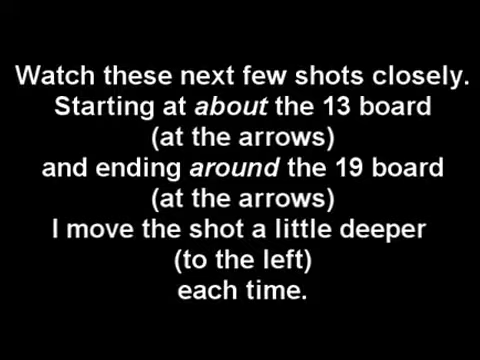 Watch these next few shots closely.
Starting at about the 13 board
(at the arrows)
and ending around the 19 board
(at the arrows)
I move the shot a little deeper
(to the left)
each time.